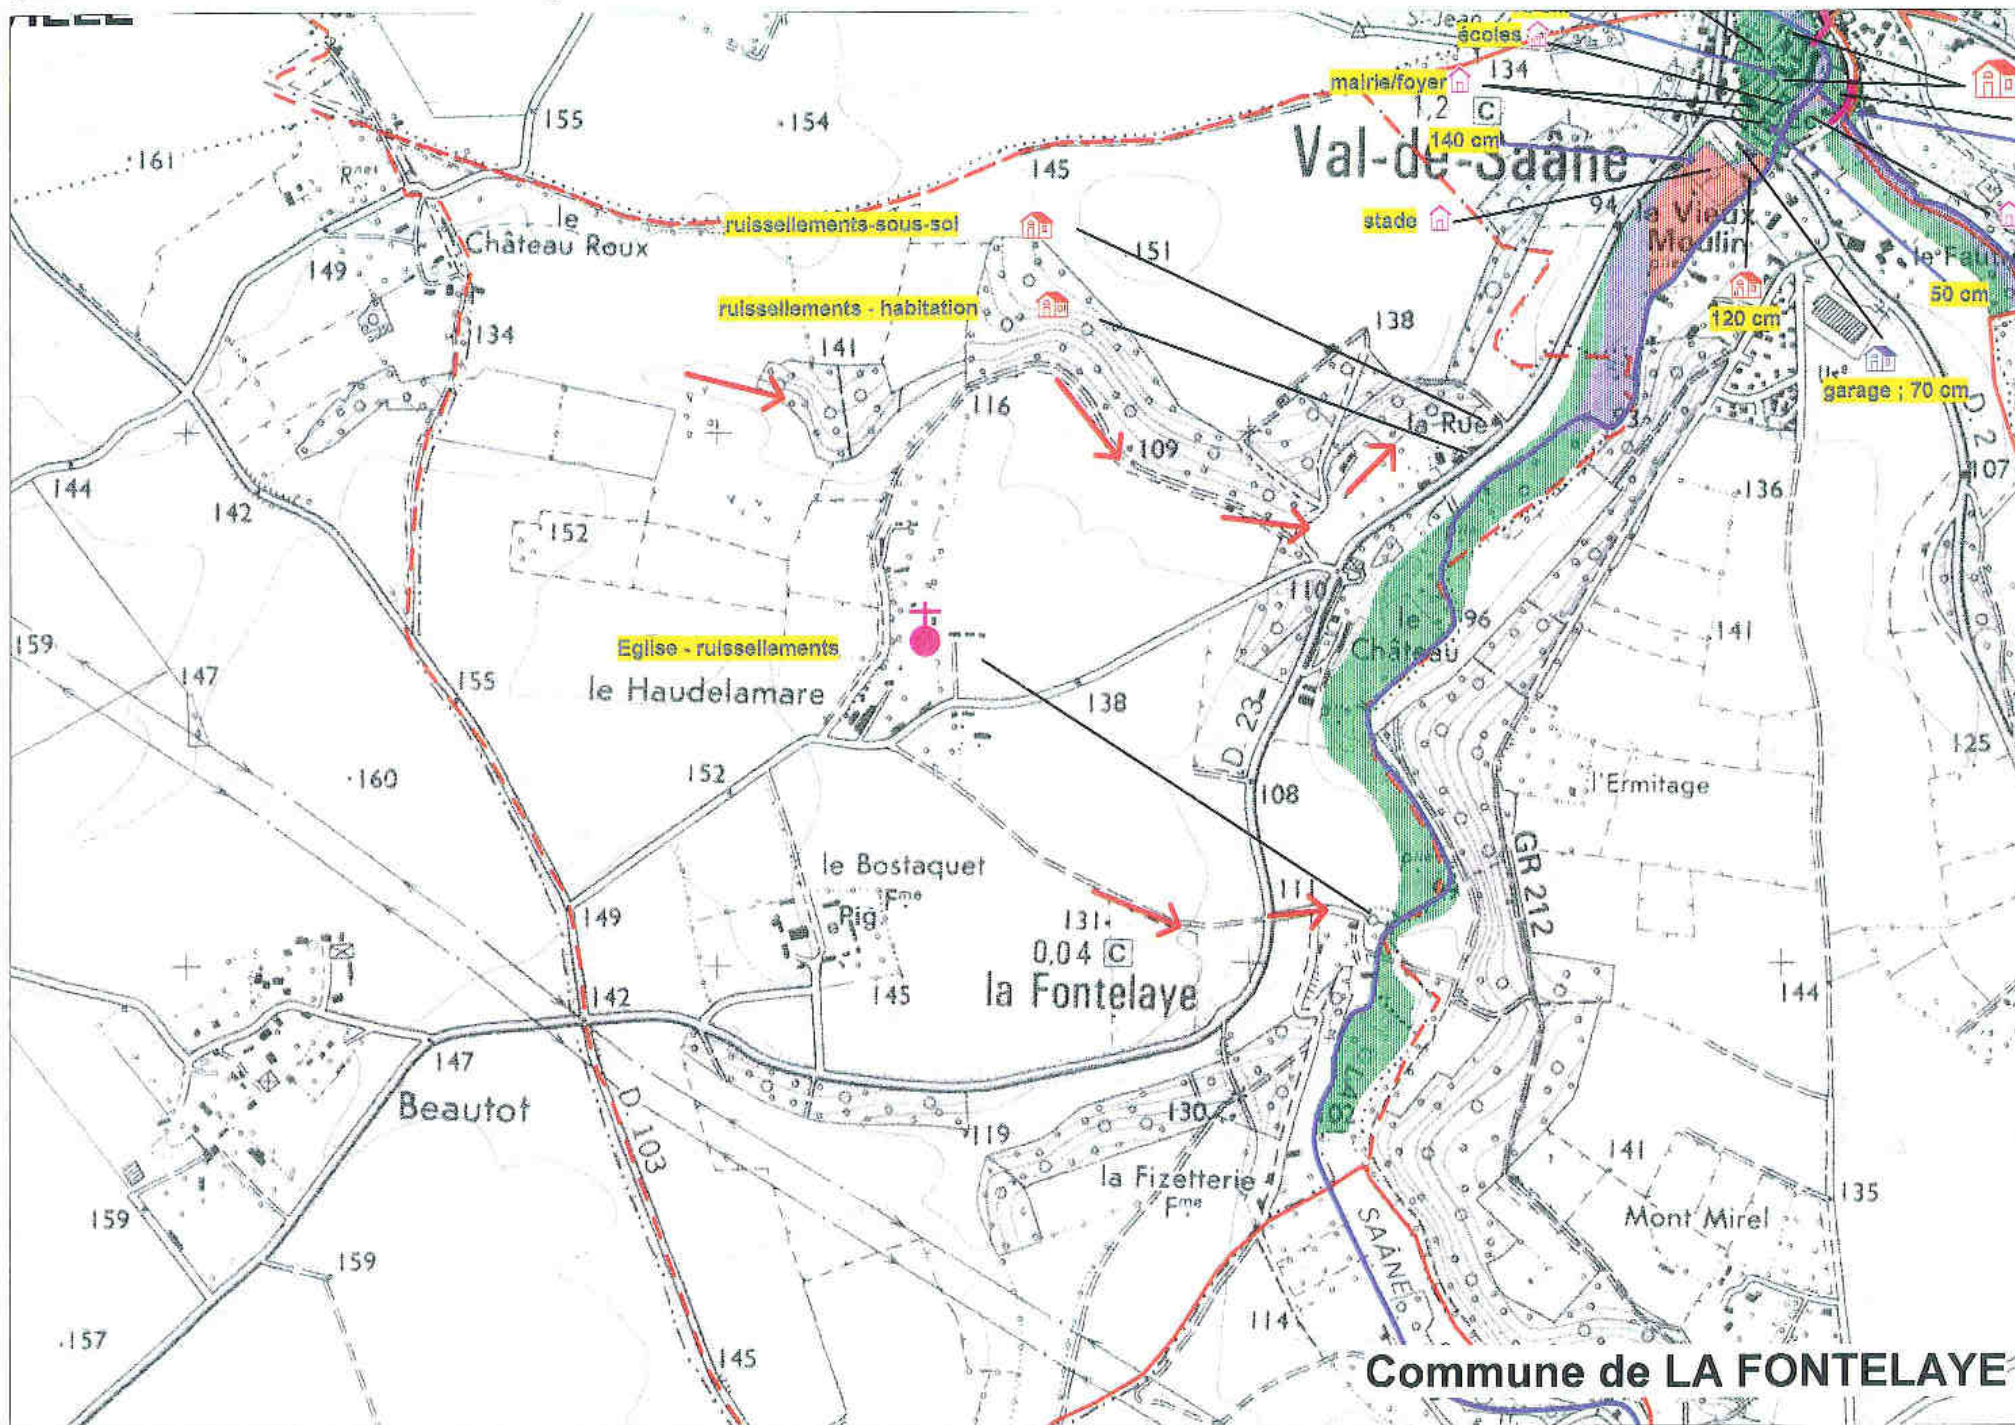 S-Jean
écoles
mairie/foyer
134
1,2 C
155
154
161
140 cm
Val-de-Saâne
145
le
Château Roux
ruissellements-sous-sol
stade
94
le Vieux
Moulin
151
149
50 cm
ruissellements - habitation
120 cm
134
138
141
garage ; 70 cm
116
la Rue
D. 2
109
107
144
142
136
152
110
le
Château
96
141
159
Eglise - ruissellements
147
155
le Haudelamare
138
D. 23
125
160
152
108
l'Ermitage
le Bostaquet
Fme
Pig
GR 212
149
131
111
0,04 C
la Fontelaye
142
145
144
147
Beautot
D 103
102
119
130
141
la Fizetterie
Fme
135
159
SAÂNE
Mont Mirel
159
157
114
145
Commune de LA FONTELAYE